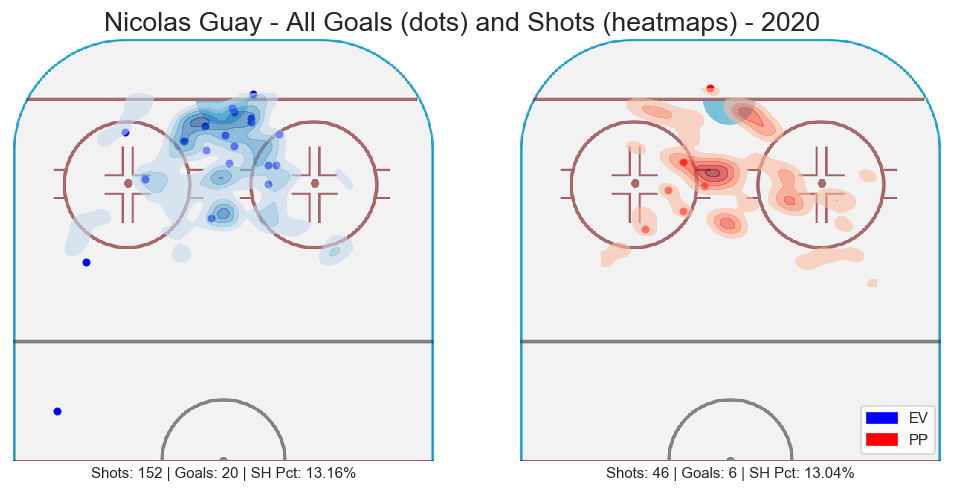 Nicolas Guay - All Goals (dots) and Shots (heatmaps) - 2020
EV
PP
Shots: 152 | Goals: 20 | SH Pct: 13.16%
Shots: 46 | Goals: 6 | SH Pct: 13.04%